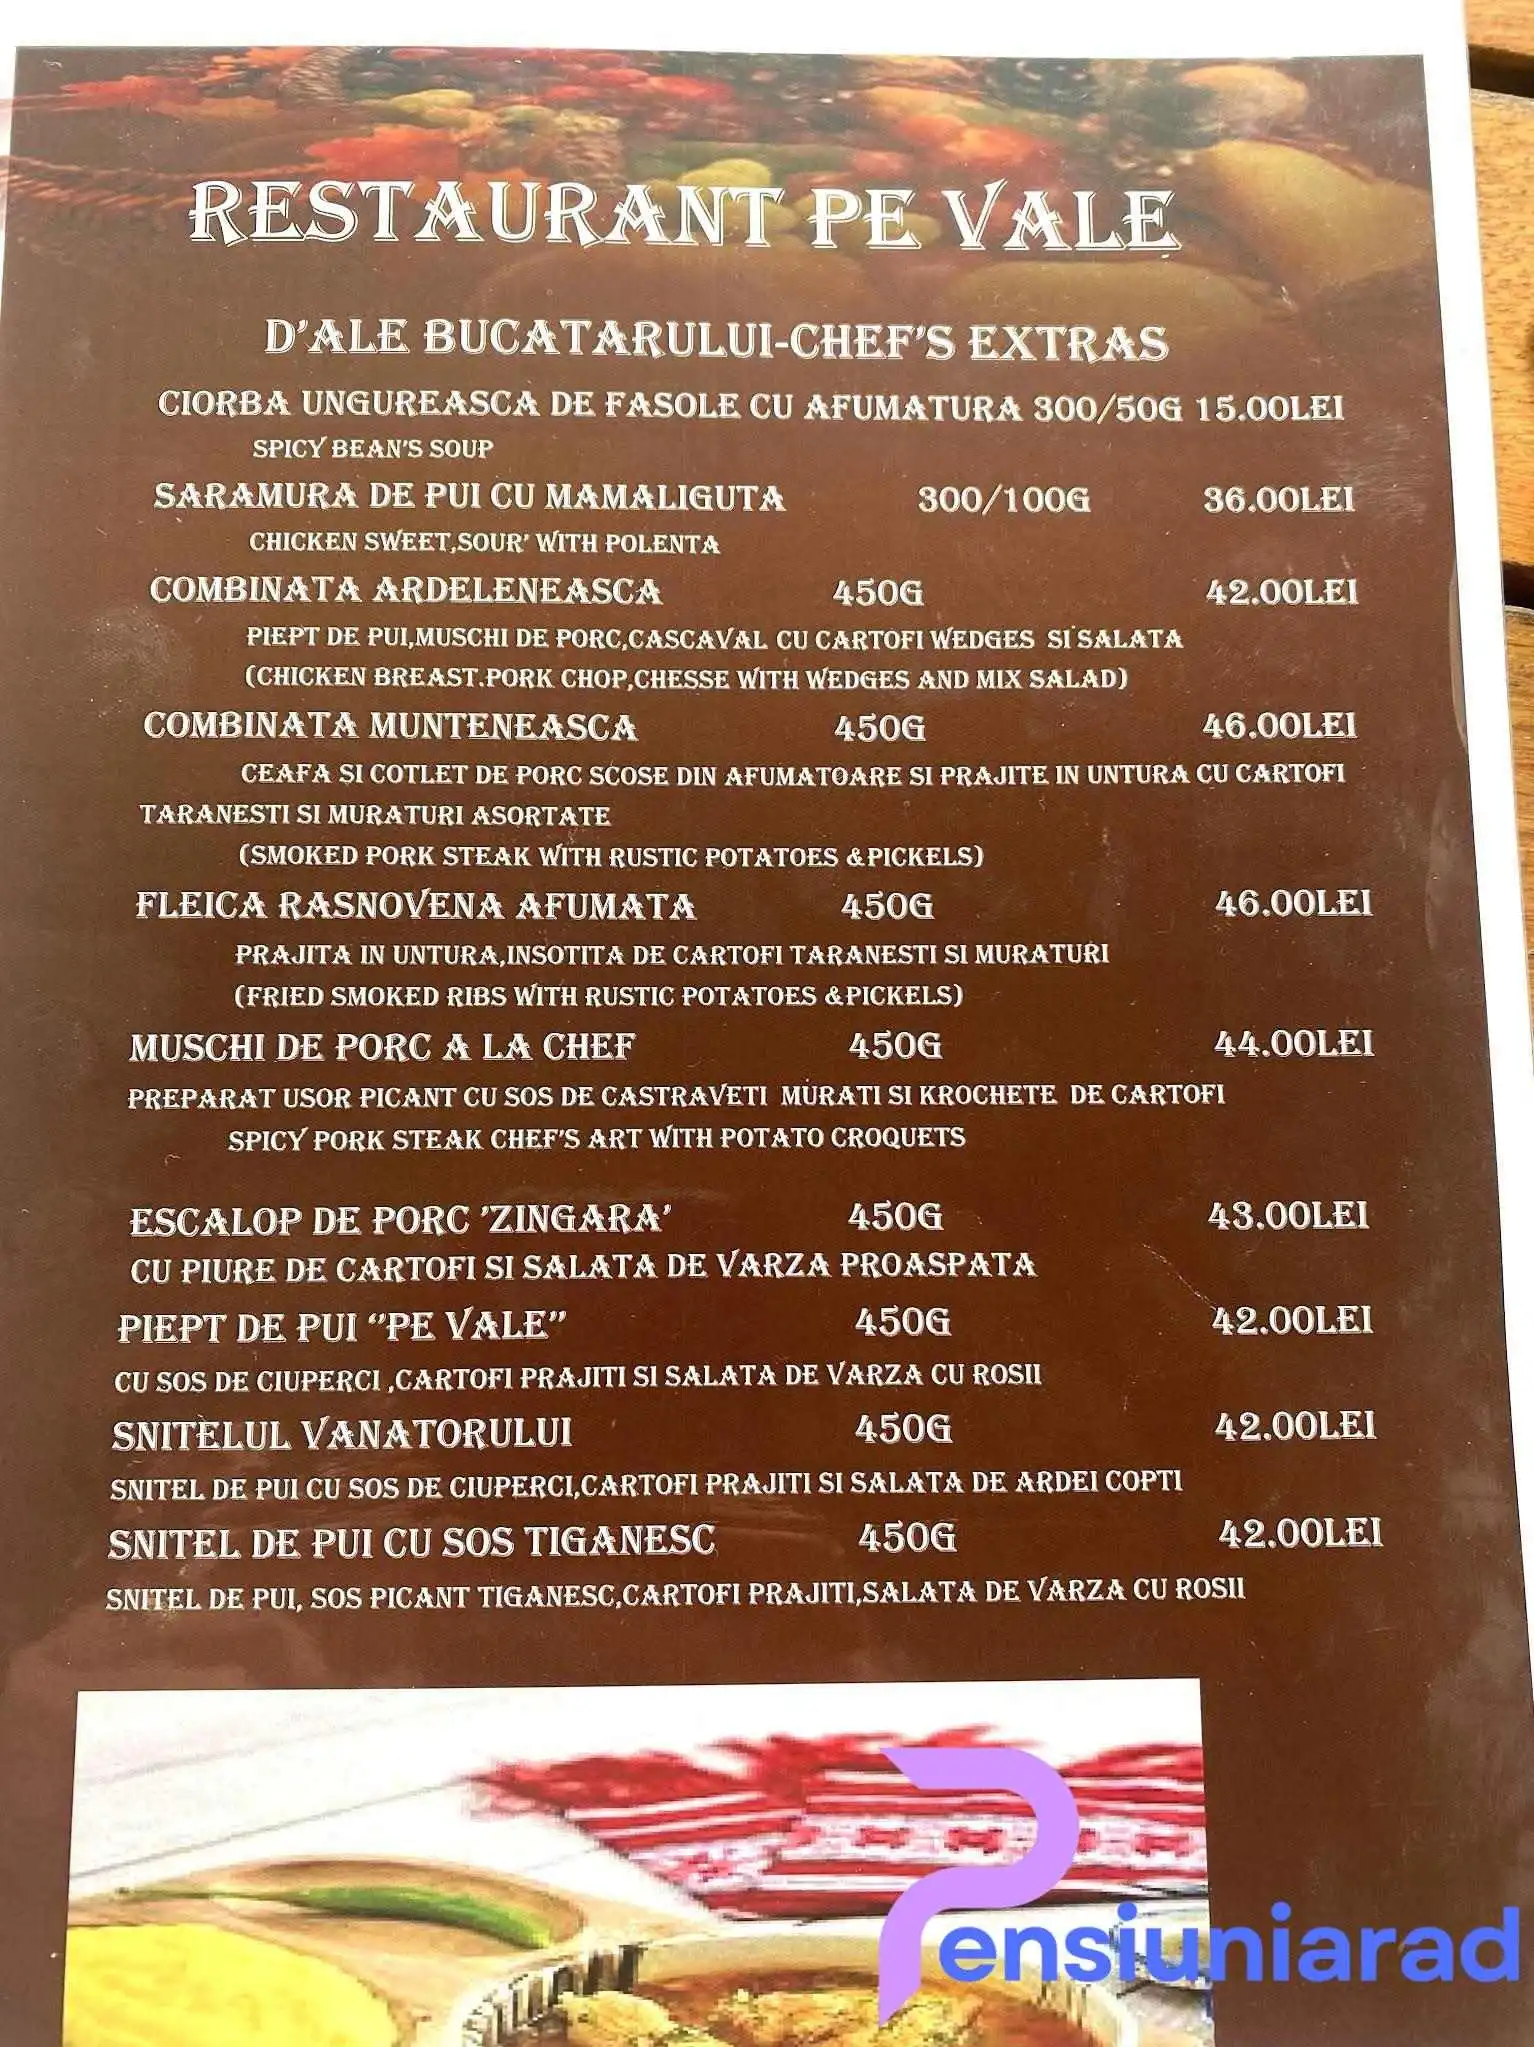 RESTAURANT PE VALE
D'ALE BUCATARULUI-CHEF'S EXTRAS
CIORBA UNGUREASCA DE FASOLE CU AFUMATURA 300/50G 15.00LEI
SPICY BEAN'S SOUP
SARAMURA DE PUI CU MAMALIGUTA 300/100G 36.00LEI
CHICKEN SWEET,SOUR' WITH POLENTA
COMBINATA ARDELENEASCA 450G 42.00LEI
PIEPT DE PUI,MUSCHI DE PORC,CASCAVAL CU CARTOFI WEDGES SI SALATA
(CHICKEN BREAST.PORK CHOP,CHESSE WITH WEDGES AND MIX SALAD)
COMBINATA MUNTENEASCA 450G 46.00LEI
CEAFA SI COTLET DE PORC SCOSE DIN AFUMATOARE SI PRAJITE IN UNTURA CU CARTOFI
TARANESTI SI MURATURI ASORTATE
(SMOKED PORK STEAK WITH RUSTIC POTATOES &PICKELS)
FLEICA RASNOVENA AFUMATA 450G 46.00LEI
PRAJITA IN UNTURA,INSOTITA DE CARTOFI TARANESTI SI MURATURI
(FRIED SMOKED RIBS WITH RUSTIC POTATOES &PICKELS)
MUSCHI DE PORC A LA CHEF 450G 44.00LEI
PREPARAT USOR PICANT CU SOS DE CASTRAVETI MURATI SI KROCHETE DE CARTOFI
SPICY PORK STEAK CHEF'S ART WITH POTATO CROQUETS
ESCALOP DE PORC 'ZINGARA' 450G 43.00LEI
CU PIURE DE CARTOFI SI SALATA DE VARZA PROASPATA
PIEPT DE PUI "PE VALE" 450G 42.00LEI
CU SOS DE CIUPERCI ,CARTOFI PRAJITI SI SALATA DE VARZA CU ROSII
SNITELUL VANATORULUI 450G 42.00LEI
SNITEL DE PUI CU SOS DE CIUPERCI,CARTOFI PRAJITI SI SALATA DE ARDEI COPTI
SNITEL DE PUI CU SOS TIGANESC 450G 42.00LEI
SNITEL DE PUI, SOS PICANT TIGANESC,CARTOFI PRAJITI,SALATA DE VARZA CU ROSII
Pensiuniarad